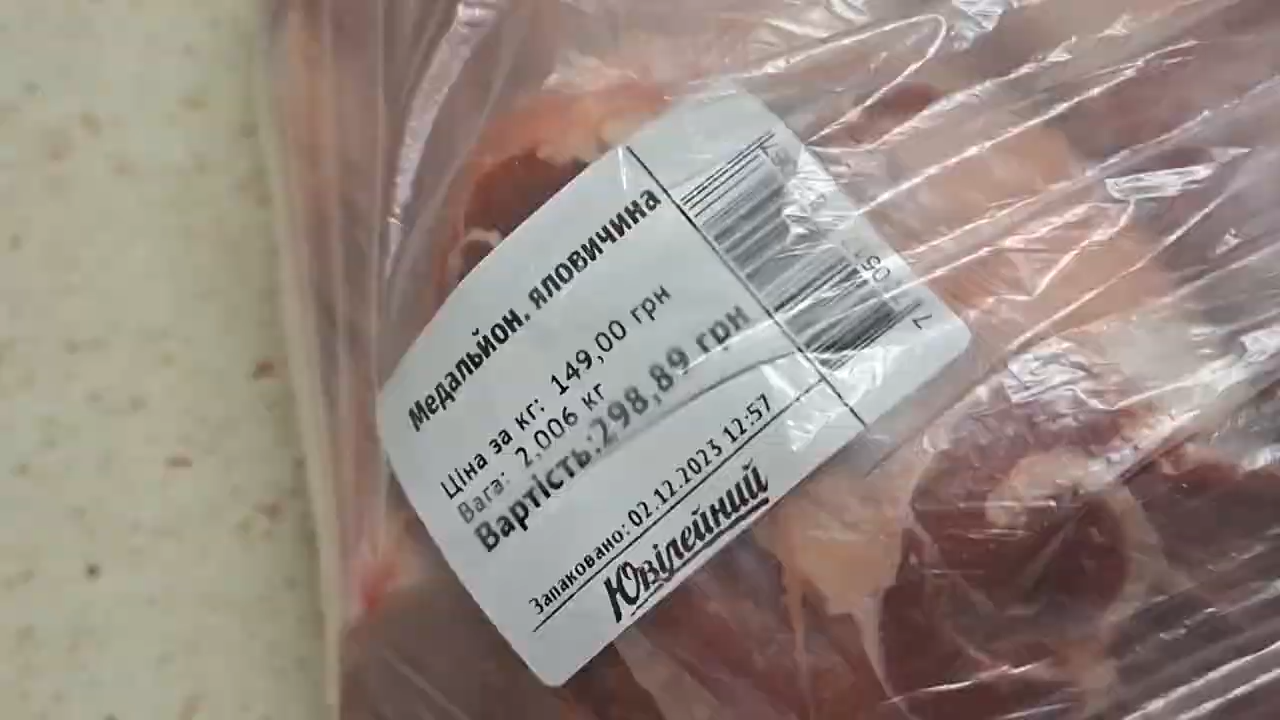 Медальйон. яловичина
Ціна за кг: 149,00 грн
Вага: 2,006 кг
Вартість:298,89 грн
Запаковано: 02.12.2023 12:57
Ювілейний